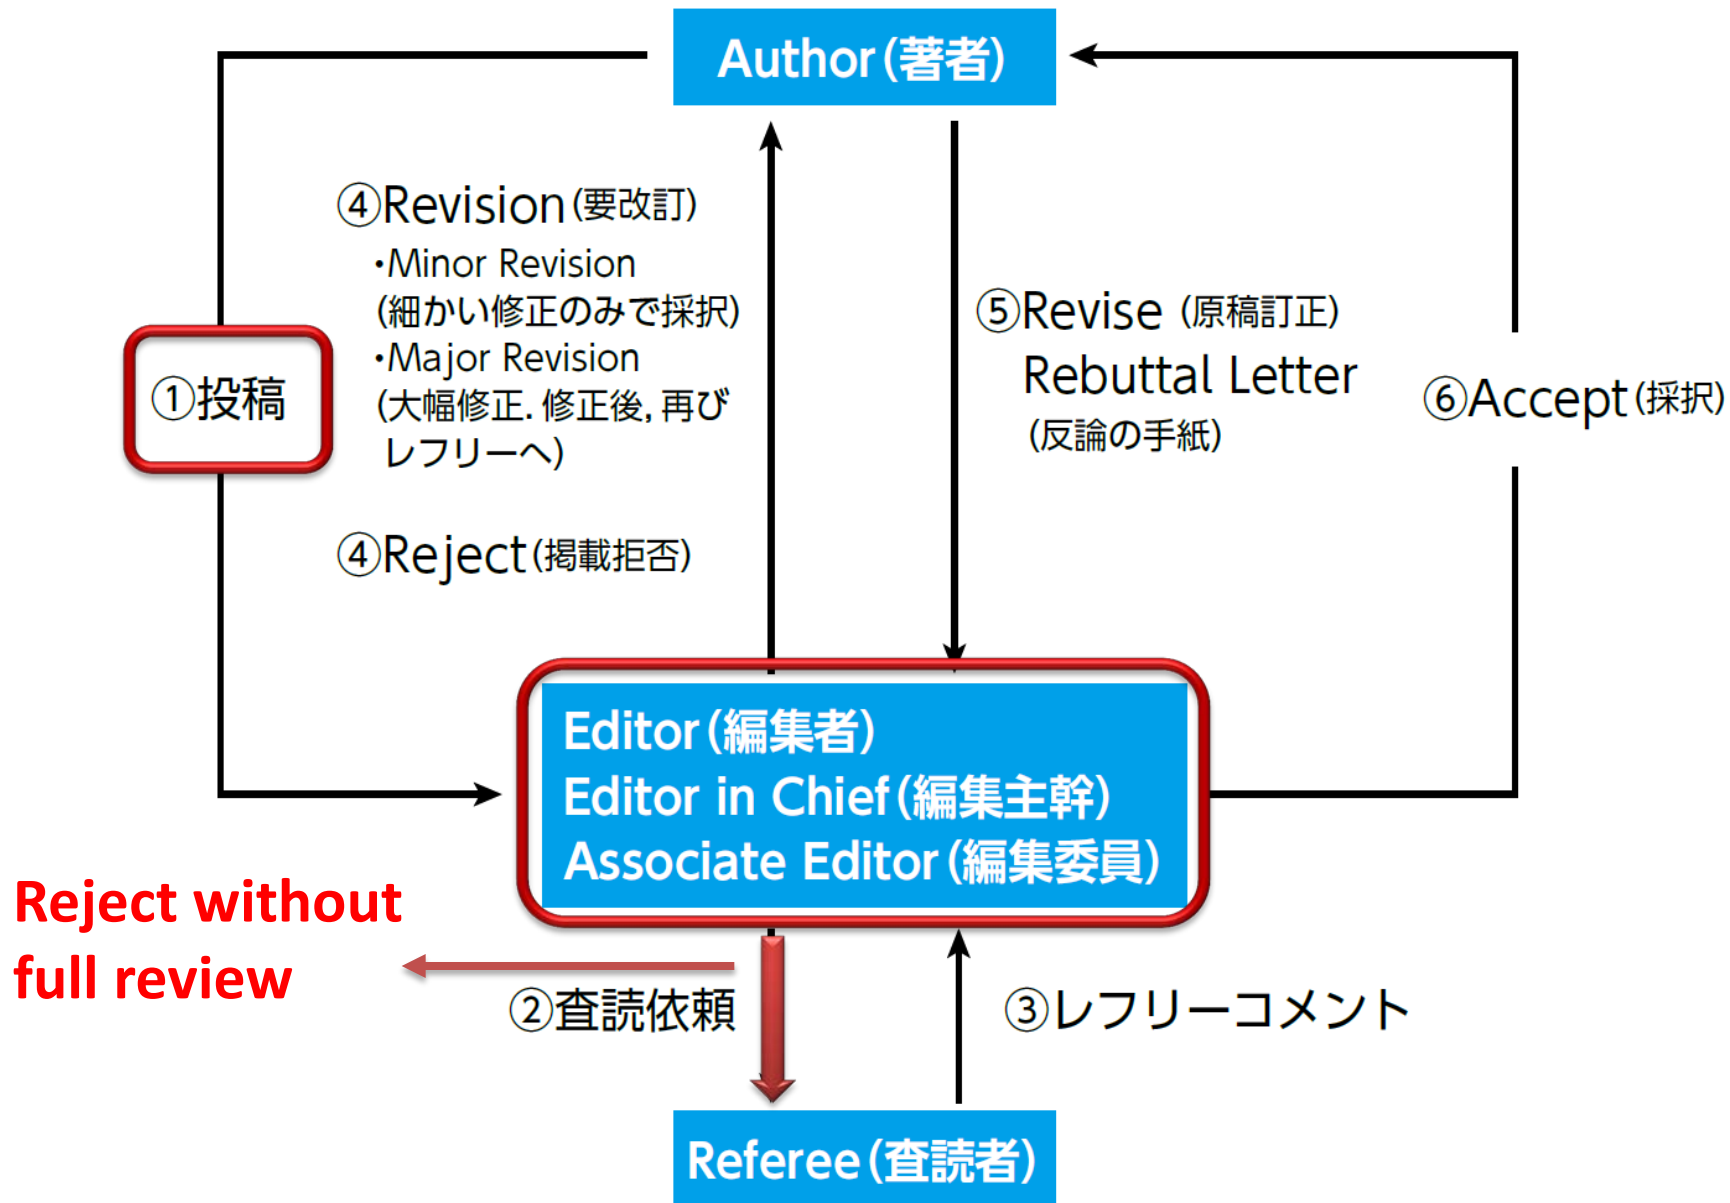 Author(著者)
④Revision(要改訂)
・Minor Revision
(細かい修正のみで採択)
・Major Revision
(大幅修正.修正後,再び
レフリーへ)
①投稿
⑤Revise (原稿訂正)
Rebuttal Letter
(反論の手紙)
⑥Accept(採択)
④Reject(掲載拒否)
Editor(編集者)
Editor in Chief(編集主幹)
Associate Editor(編集委員)
Reject without
full review
②査読依頼
③レフリーコメント
Referee(査読者)